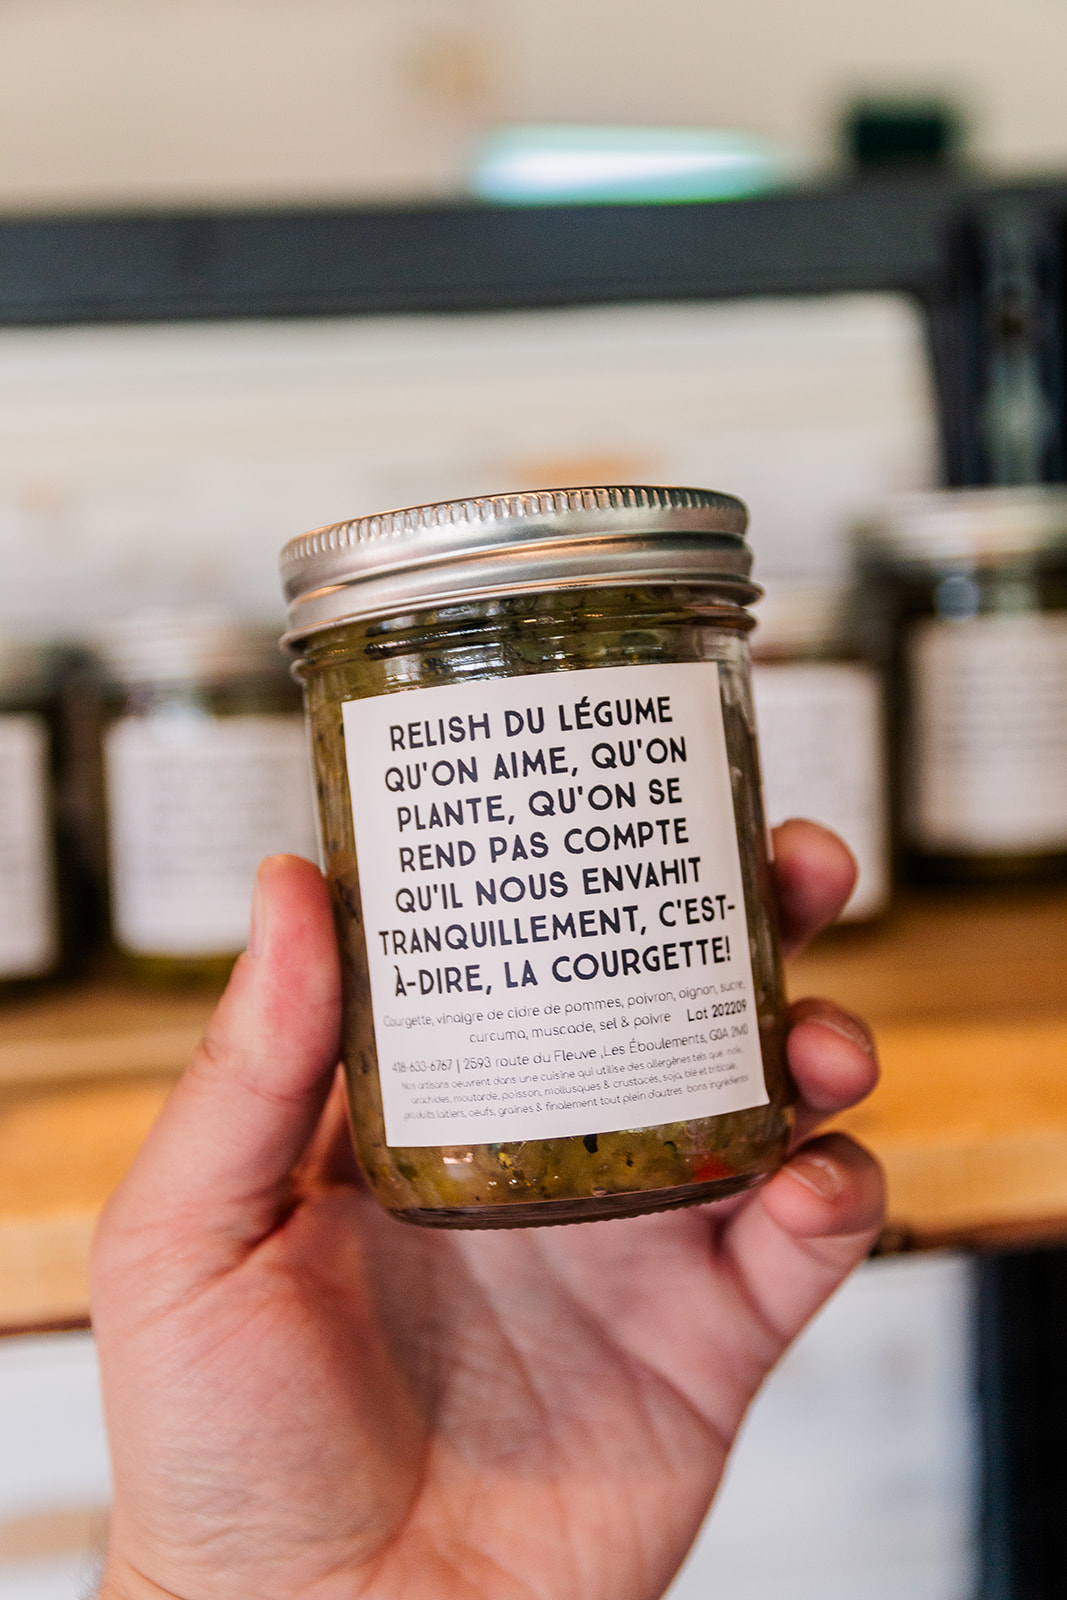 RELISH DU LÉGUME
QU'ON AIME, QU'ON
PLANTE, QU'ON SE
REND PAS COMPTE
QU'IL NOUS ENVAHIT
TRANQUILLEMENT, C'EST-
À-DIRE, LA COURGETTE!
Courgette, vinaigre de cidre de pommes, poivron, oignon, sucre,
curcuma, muscade, sel & poivre Lot 202209
418-633-6767 | 2593 route du Fleuve ,Les Éboulements, G0A 2M0
Nos artisans oeuvrent dans une cuisine qui utilise des allergènes tels que :noix,
arachides, moutarde, poisson, mollusques & crustacés, soja, blé et triticale,
produits laitiers, oeufs, graines & finalement tout plein d'autres bons ingrédients